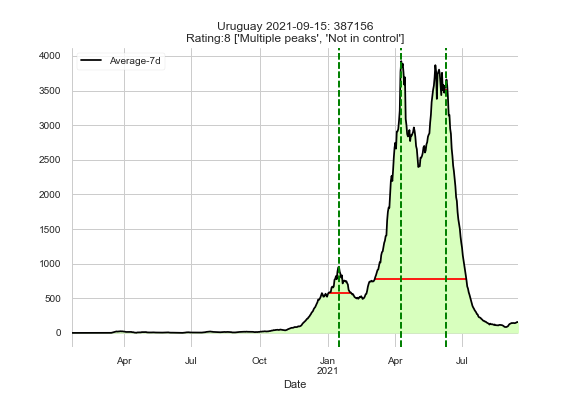 Uruguay 2021-09-15: 387156
Rating:8 ['Multiple peaks', 'Not in control']
Average-7d
4000
3500
3000
2500
2000
1500
1000
500
0
Apr
Jul
Oct
Jan
2021
Apr
Jul
Date